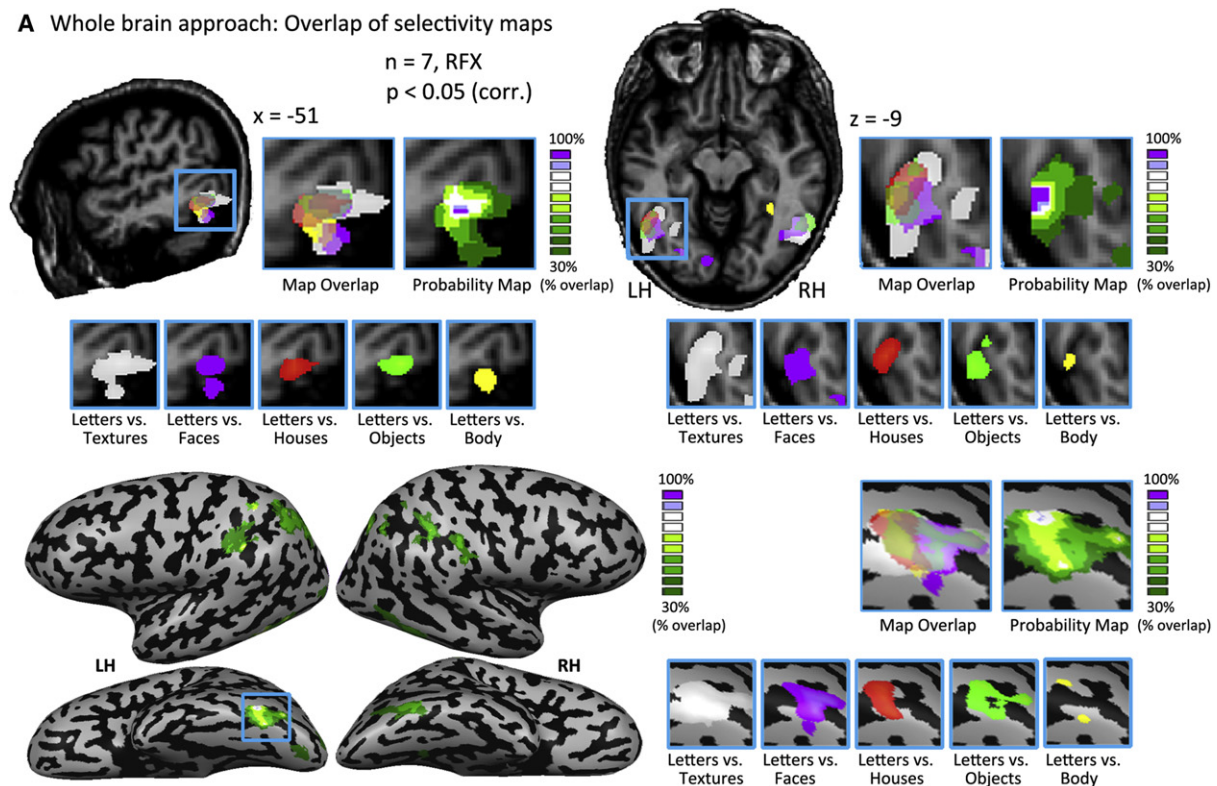 A Whole brain approach: Overlap of selectivity maps
n = 7, RFX
p < 0.05 (corr.)
x = -51
z = -9
100%
30%
(% overlap)
Map Overlap
Probability Map
LH
RH
100%
30%
(% overlap)
Map Overlap
Probability Map
Letters vs.
Textures
Letters vs.
Faces
Letters vs.
Houses
Letters vs.
Objects
Letters vs.
Body
Letters vs.
Textures
Letters vs.
Faces
Letters vs.
Houses
Letters vs.
Objects
Letters vs.
Body
LH
RH
100%
30%
(% overlap)
Map Overlap
Probability Map
100%
30%
(% overlap)
Letters vs.
Textures
Letters vs.
Faces
Letters vs.
Houses
Letters vs.
Objects
Letters vs.
Body